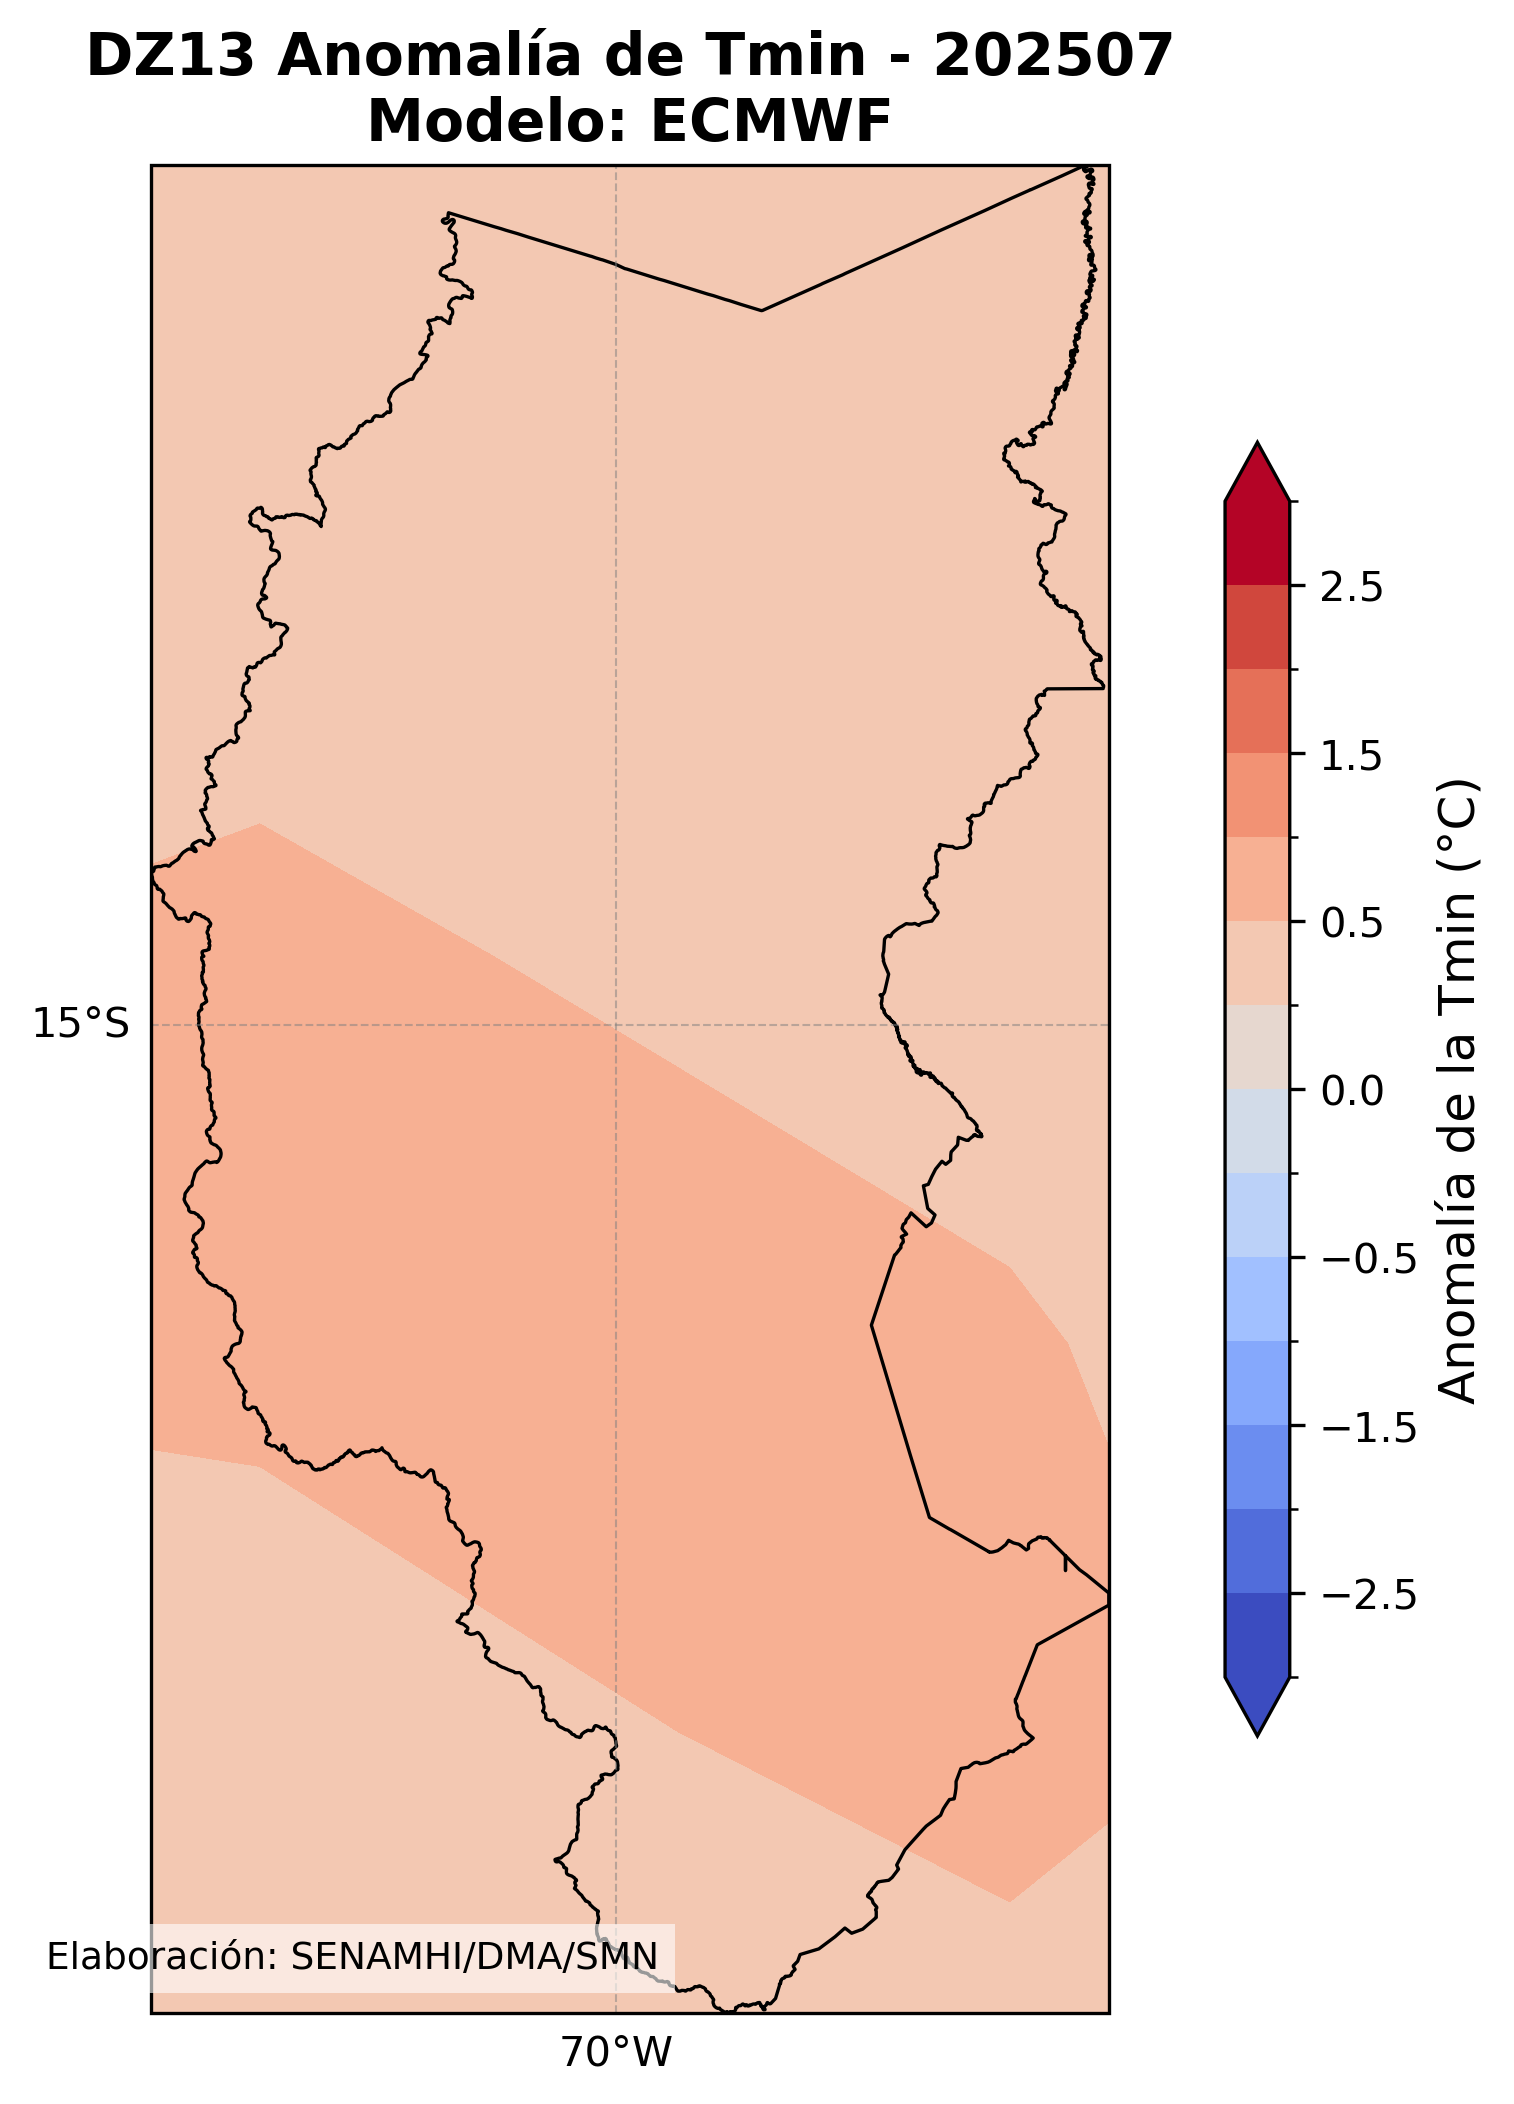 DZ13 Anomalía de Tmin - 202507
Modelo: ECMWF
2.5
1.5
0.5
0.0
−0.5
−1.5
−2.5
Anomalía de la Tmin (°C)
15°S
Elaboración: SENAMHI/DMA/SMN
70°W